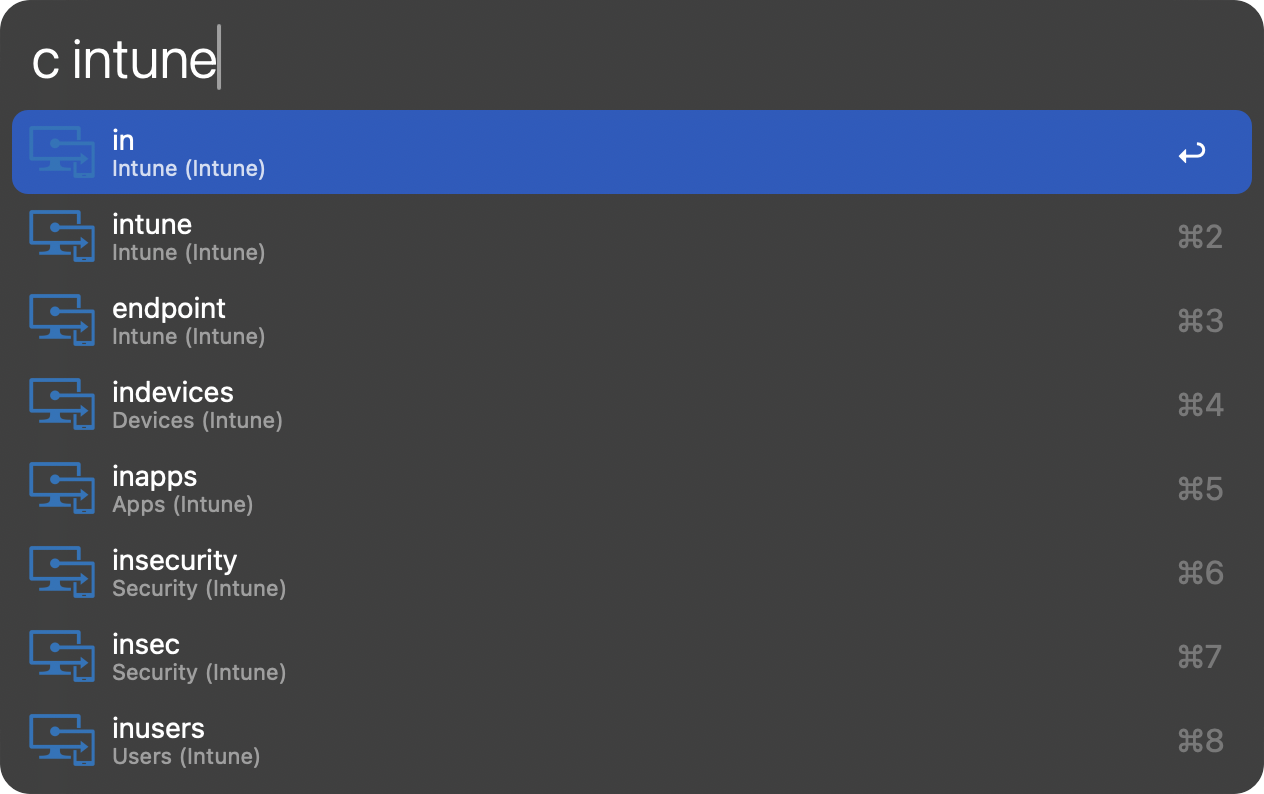 c intune
in
Intune (Intune)
intune
Intune (Intune)
⌘2
endpoint
Intune (Intune)
⌘3
indevices
Devices (Intune)
⌘4
inapps
Apps (Intune)
⌘5
insecurity
Security (Intune)
⌘6
insec
Security (Intune)
⌘7
inusers
Users (Intune)
⌘8